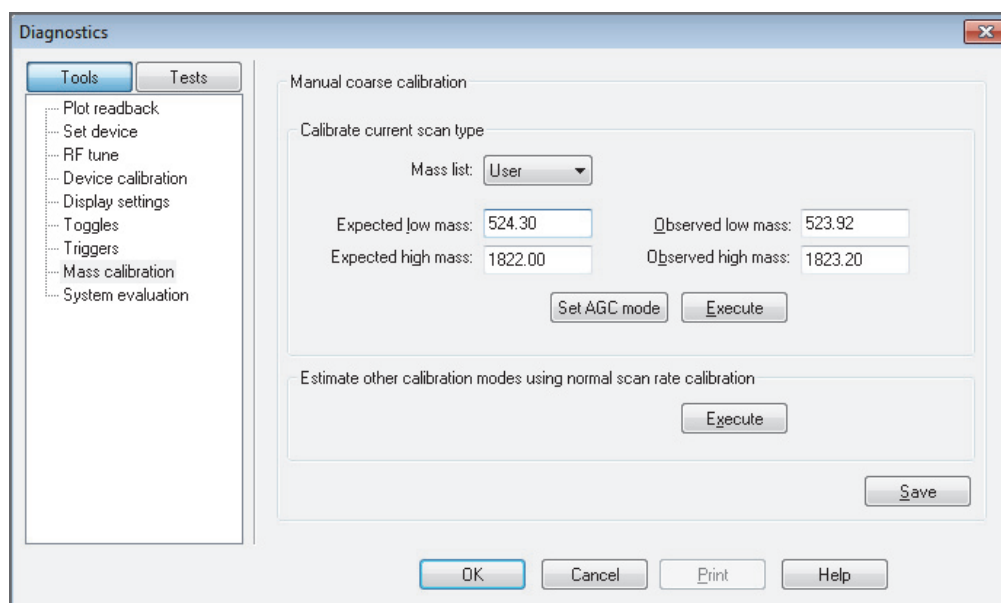 Diagnostics
Tools Tests
Plot readback
Set device
RF tune
Device calibration
Display settings
Toggles
Triggers
Mass calibration
System evaluation
Manual coarse calibration
Calibrate current scan type
Mass list: User
Expected low mass: 524.30 Observed low mass: 523.92
Expected high mass: 1822.00 Observed high mass: 1823.20
Set AGC mode Execute
Estimate other calibration modes using normal scan rate calibration
Execute
Save
OK Cancel Print Help